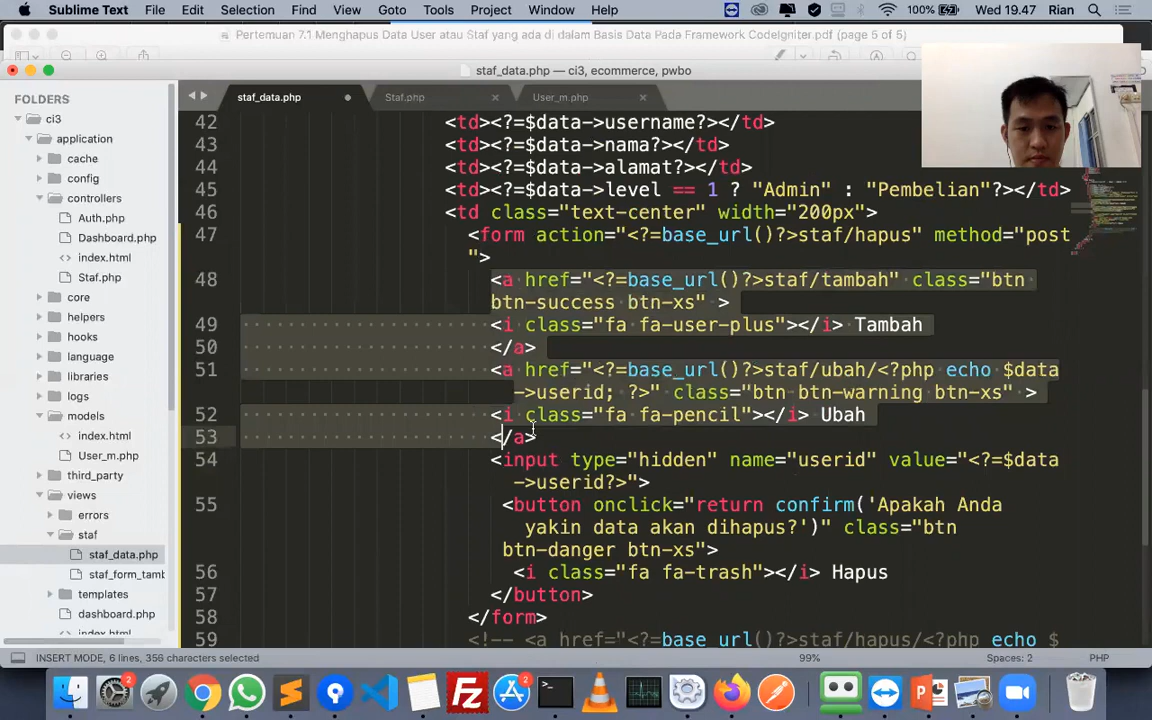 Sublime Text File Edit Selection Find View Goto Tools Project Window Help 100% Wed 19.47 Rian
Pertemuan 7.1 Menghapus Data User atau Staf yang ada di dalam Basis Data Pada Framework CodeIgniter.pdf (page 5 of 5)
staf_data.php — ci3, ecommerce, pwbo
FOLDERS
ci3
application
cache
config
controllers
Auth.php
Dashboard.php
index.html
Staf.php
core
helpers
hooks
language
libraries
logs
models
index.html
User_m.php
third_party
views
errors
staf
staf_data.php
staf_form_tamb
templates
dashboard.php
index.html
staf_data.php Staf.php User_m.php
42 <td><?=$data->username?></td>
43 <td><?=$data->nama?></td>
44 <td><?=$data->alamat?></td>
45 <td><?=$data->level == 1 ? "Admin" : "Pembelian"?></td>
46 <td class="text-center" width="200px">
47 <form action="<?=base_url()?>staf/hapus" method="post
">
48 <a href="<?=base_url()?>staf/tambah" class="btn
btn-success btn-xs" >
49 <i class="fa fa-user-plus"></i> Tambah
50 </a>
51 <a href="<?=base_url()?>staf/ubah/<?php echo $data
->userid; ?>" class="btn btn-warning btn-xs" >
52 <i class="fa fa-pencil"></i> Ubah
53 </a>
54 <input type="hidden" name="userid" value="<?=$data
->userid?>">
55 <button onclick="return confirm('Apakah Anda
yakin data akan dihapus?')" class="btn
btn-danger btn-xs">
56 <i class="fa fa-trash"></i> Hapus
57 </button>
58 </form>
59 <!-- <a href="<?=base_url()?>staf/hapus/<?php echo $
INSERT MODE, 6 lines, 356 characters selected 99% Spaces: 2 PHP
2
2